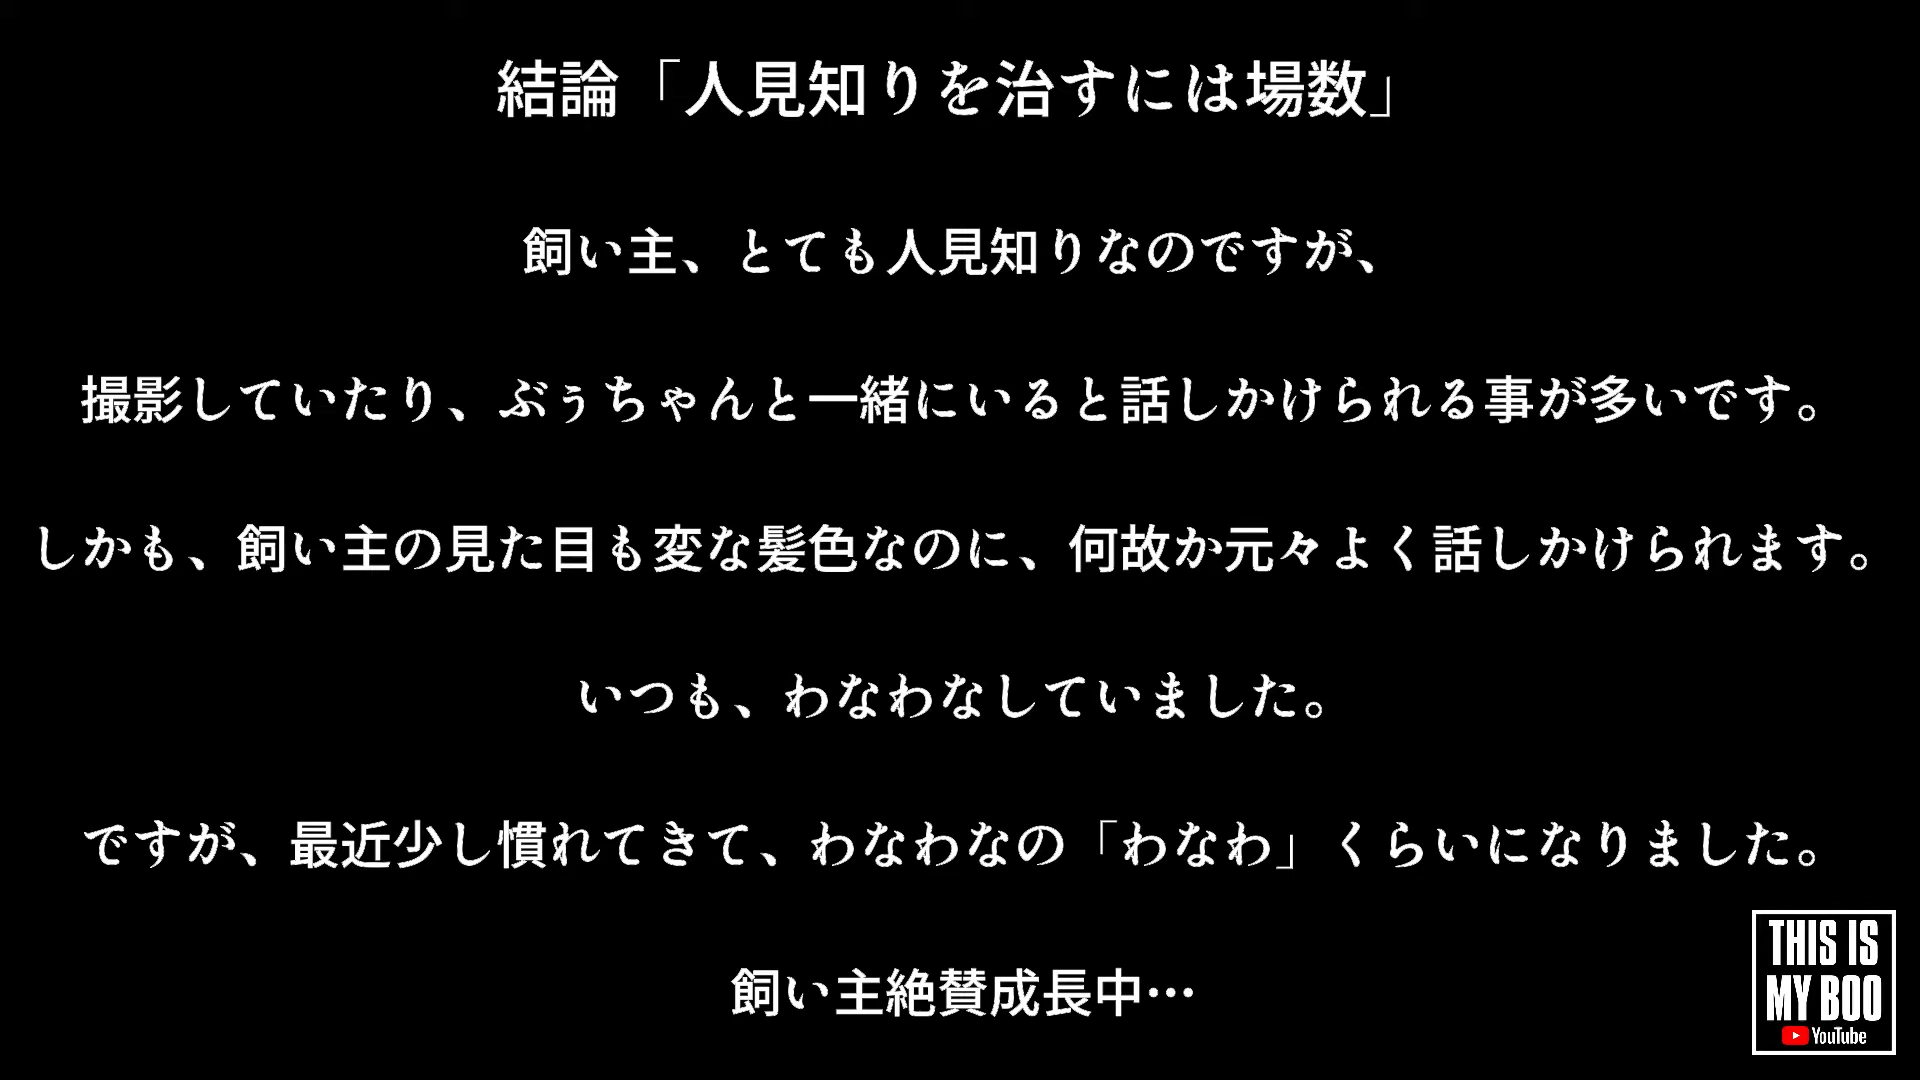 結論「人見知りを治すには場数」
飼い主、とても人見知りなのですが、
撮影していたり、ぶぅちゃんと一緒にいると話しかけられる事が多いです。
しかも、飼い主の見た目も変な髪色なのに、何故か元々よく話しかけられます。
いつも、わなわなしていました。
ですが、最近少し慣れてきて、わなわなの「わなわ」くらいになりました。
飼い主絶賛成長中…
THIS IS
MY BOO
YouTube